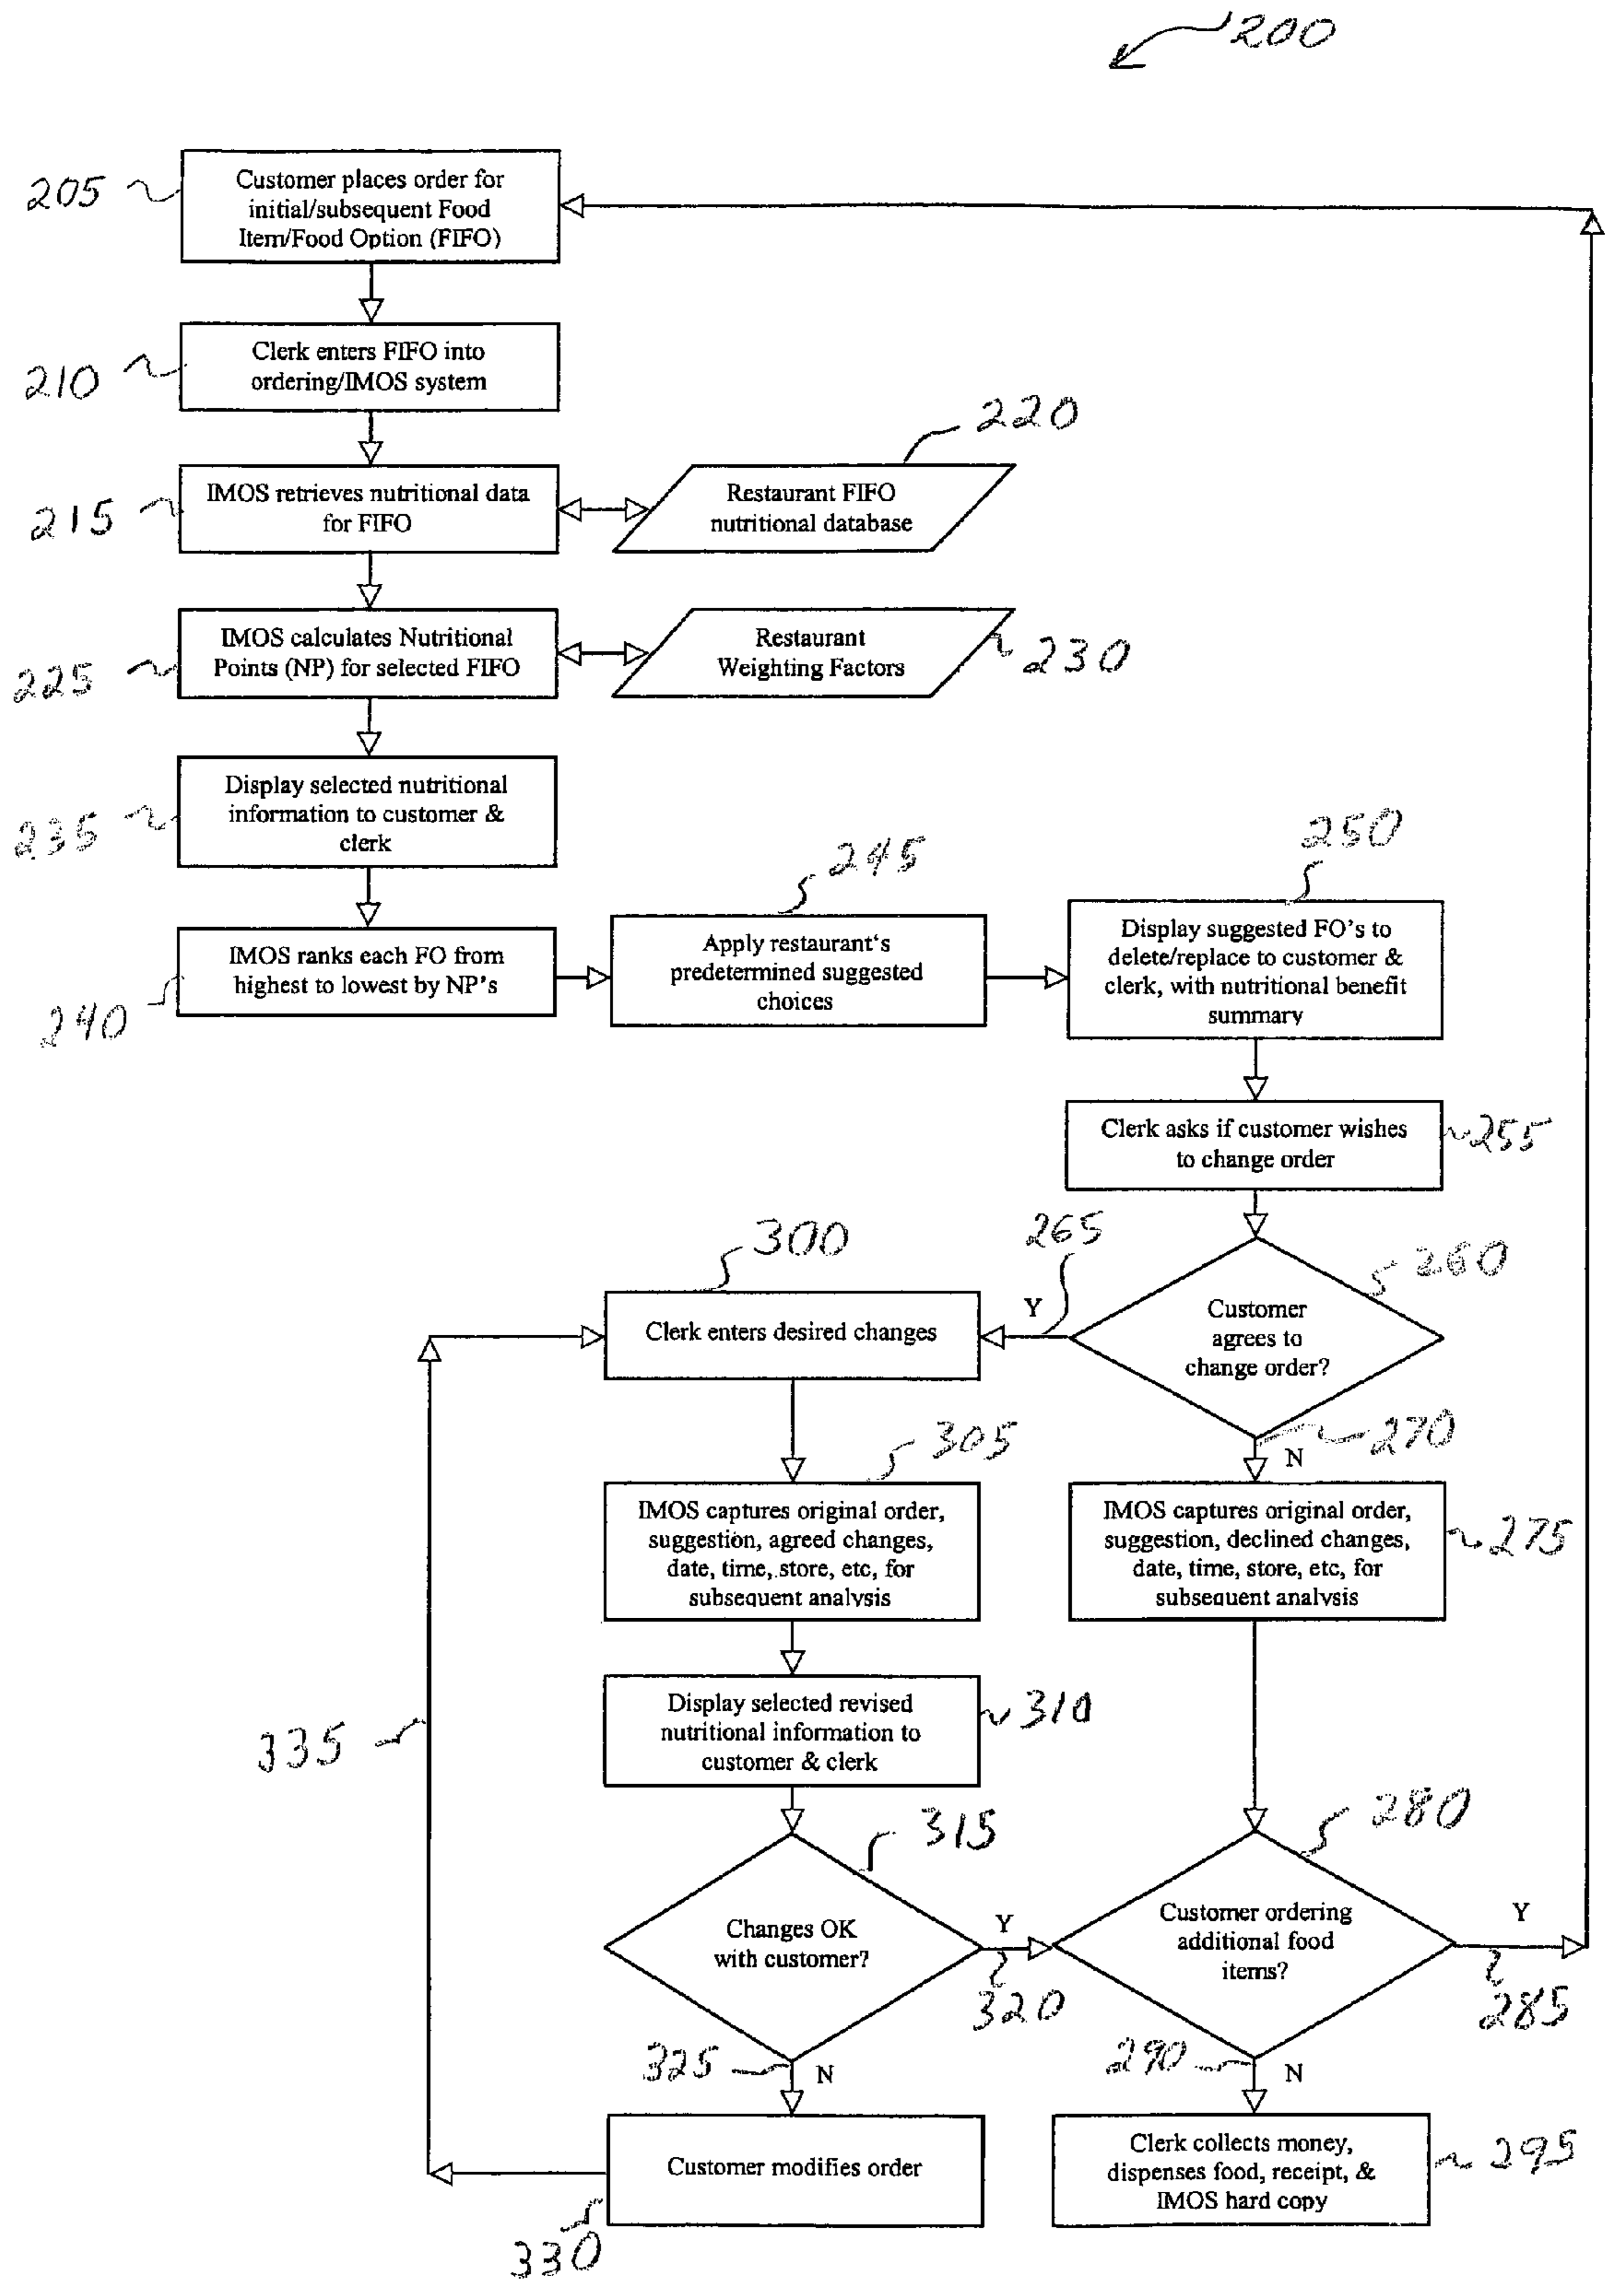 200
205
Customer places order for
initial/subsequent Food
Item/Food Option (FIFO)
210
Clerk enters FIFO into
ordering/IMOS system
220
215
IMOS retrieves nutritional data
for FIFO
Restaurant FIFO
nutritional database
225
IMOS calculates Nutritional
Points (NP) for selected FIFO
Restaurant
Weighting Factors
230
235
Display selected nutritional
information to customer &
clerk
245
250
240
IMOS ranks each FO from
highest to lowest by NP's
Apply restaurant's
predetermined suggested
choices
Display suggested FO's to
delete/replace to customer &
clerk, with nutritional benefit
summary
Clerk asks if customer wishes
to change order
255
300
265
260
Clerk enters desired changes
Y
Customer
agrees to
change order?
270
N
305
IMOS captures original order,
suggestion, agreed changes,
date, time, store, etc, for
subsequent analysis
IMOS captures original order,
suggestion, declined changes,
date, time, store, etc, for
subsequent analysis
275
335
Display selected revised
nutritional information to
customer & clerk
310
315
280
Changes OK
with customer?
Y
320
Customer ordering
additional food
items?
Y
285
325
N
290
N
Customer modifies order
330
Clerk collects money,
dispenses food, receipt, &
IMOS hard copy
295